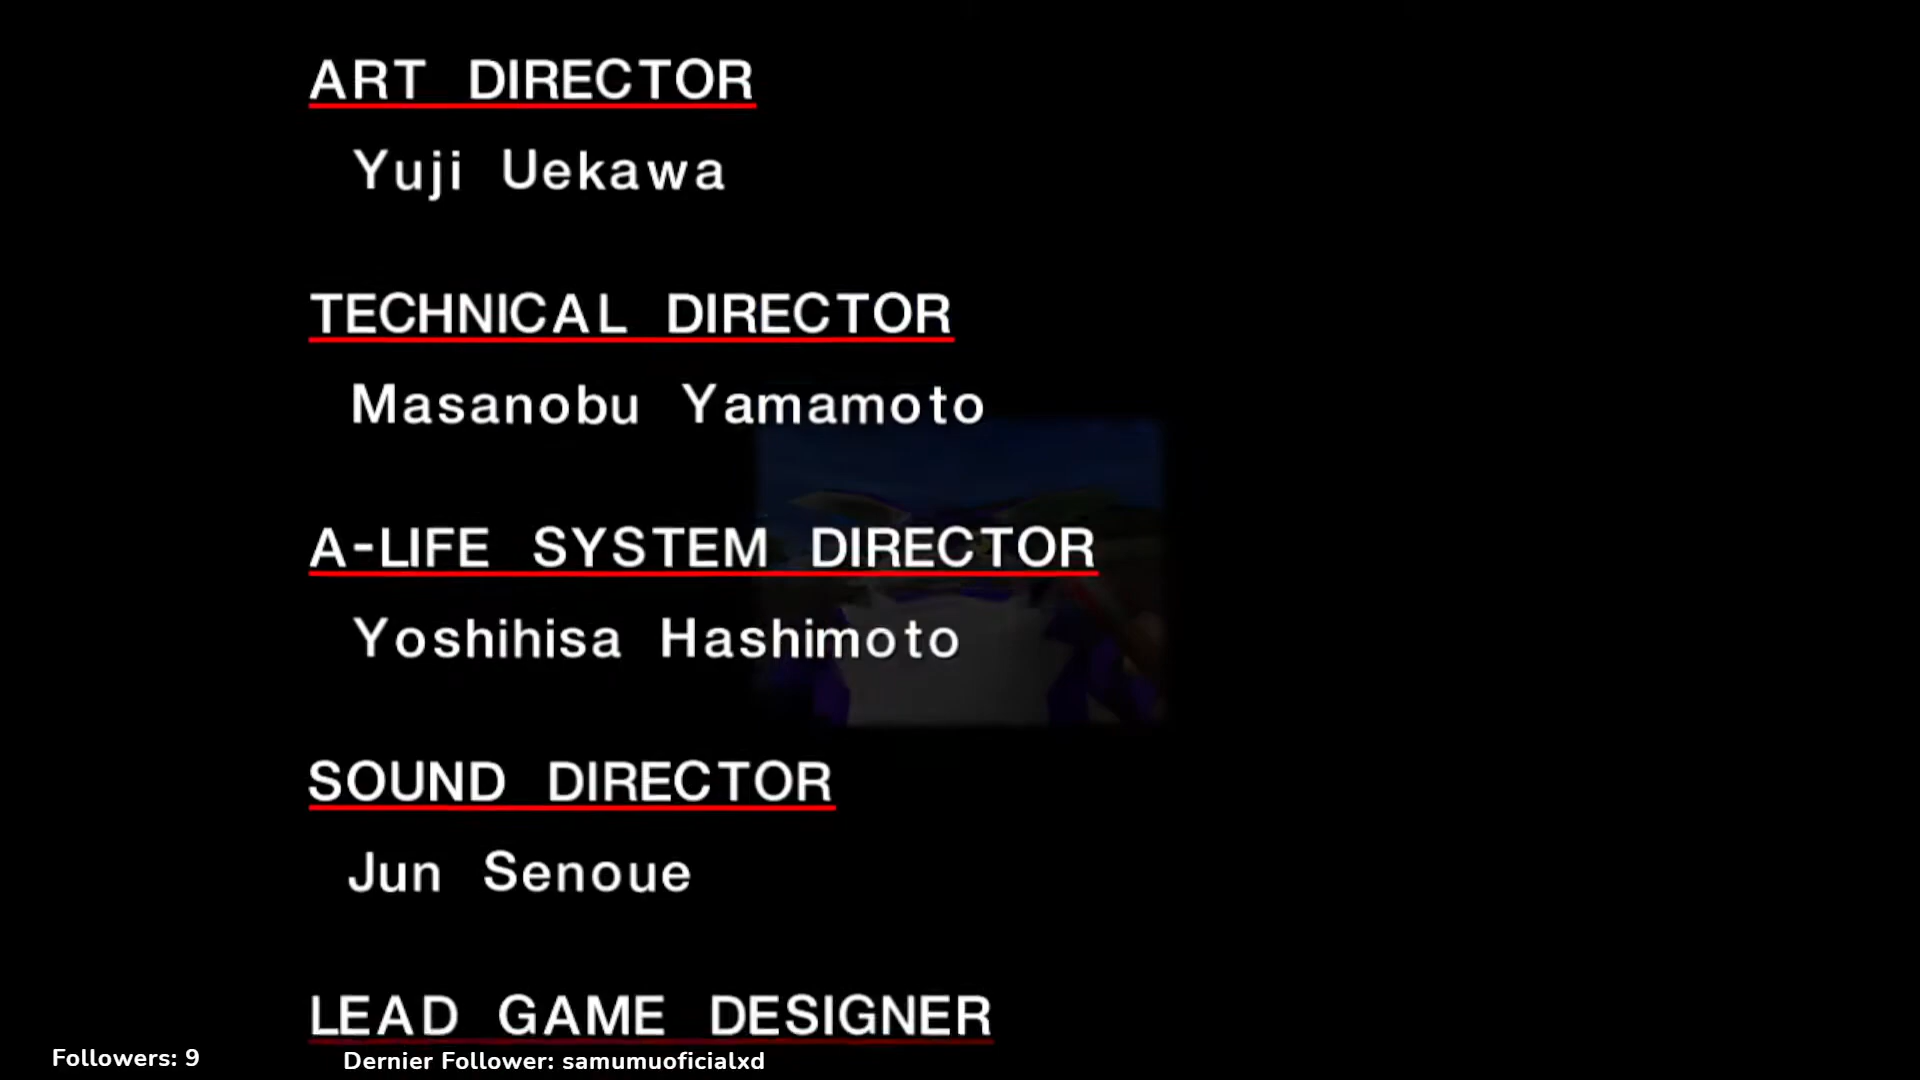 ART DIRECTOR
Yuji Uekawa
TECHNICAL DIRECTOR
Masanobu Yamamoto
A-LIFE SYSTEM DIRECTOR
Yoshihisa Hashimoto
SOUND DIRECTOR
Jun Senoue
LEAD GAME DESIGNER
Followers: 9
Dernier Follower: samumuoficialxd